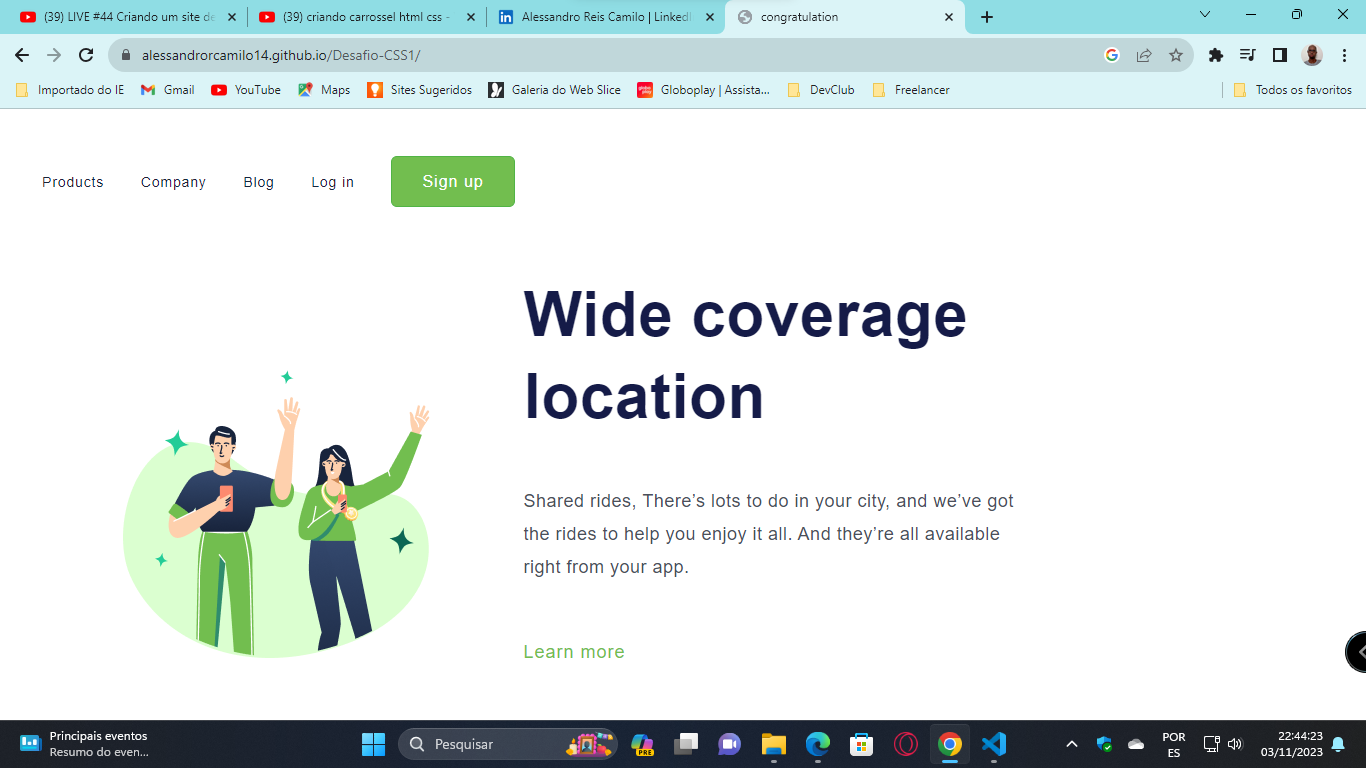 (39) LIVE #44 Criando um site de
(39) criando carrossel html css -
Alessandro Reis Camilo | LinkedI
congratulation
alessandrorcamilo14.github.io/Desafio-CSS1/
Importado do IE
Gmail
YouTube
Maps
Sites Sugeridos
Galeria do Web Slice
Globoplay | Assista...
DevClub
Freelancer
Todos os favoritos
Products
Company
Blog
Log in
Sign up
Wide coverage
location
Shared rides, There’s lots to do in your city, and we’ve got
the rides to help you enjoy it all. And they’re all available
right from your app.
Learn more
Principais eventos
Resumo do even...
Pesquisar
PRE
POR
ES
22:44:23
03/11/2023